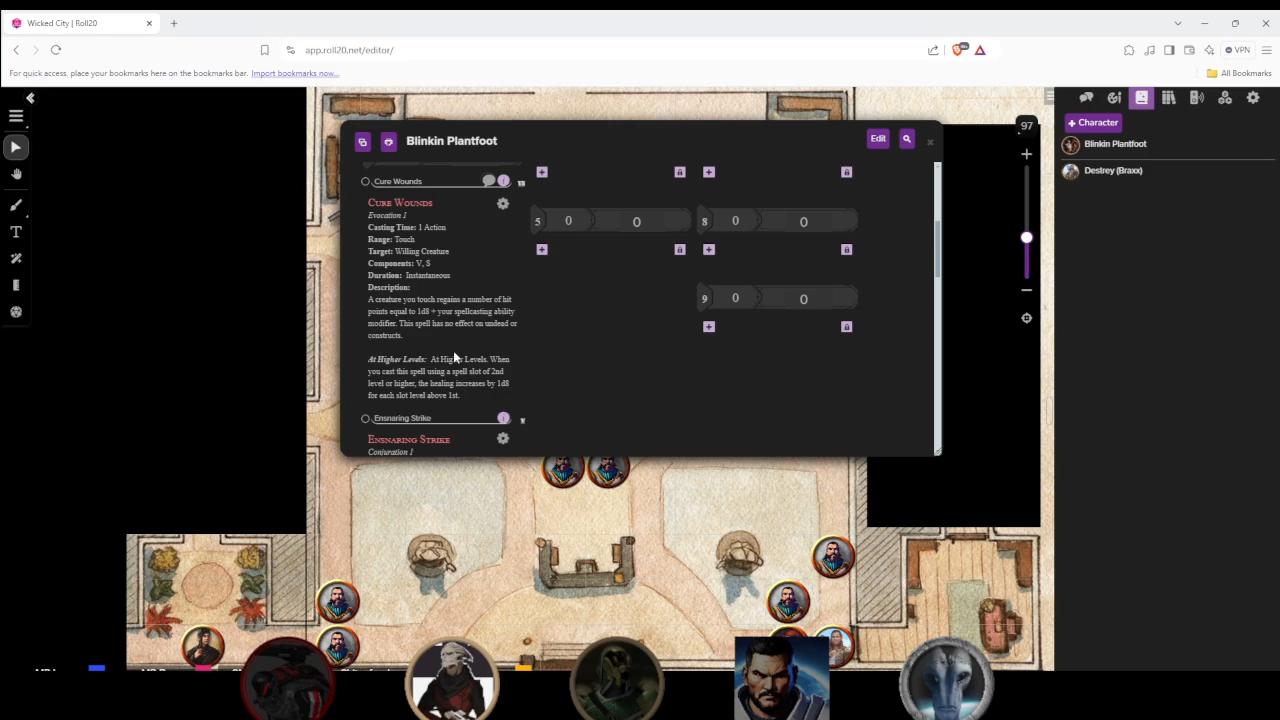 Wicked City | Roll20
app.roll20.net/editor/
VPN
For quick access, place your bookmarks here on the bookmarks bar. Import bookmarks now...
All Bookmarks
+ Character
Blinkin Plantfoot
Destrey (Braxx)
97
Blinkin Plantfoot
Edit
Cure Wounds
Cure Wounds
Evocation 1
Casting Time: 1 Action
Range: Touch
Target: Willing Creature
Components: V, S
Duration: Instantaneous
Description:
A creature you touch regains a number of hit
points equal to 1d8 + your spellcasting ability
modifier. This spell has no effect on undead or
constructs.
At Higher Levels: At Higher Levels. When
you cast this spell using a spell slot of 2nd
level or higher, the healing increases by 1d8
for each slot level above 1st.
Ensnaring Strike
Ensnaring Strike
Conjuration 1
5 0 0
8 0 0
9 0 0